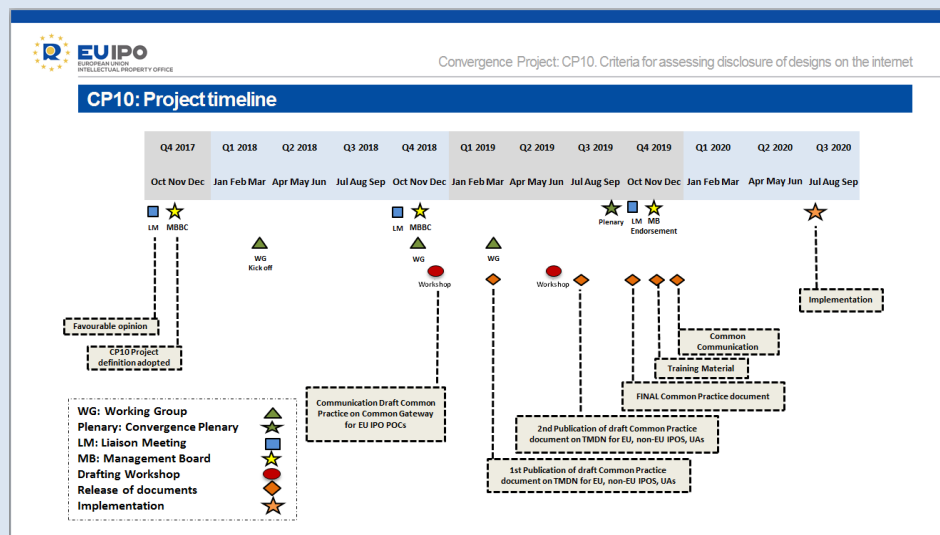 EUIPO
EUROPEAN UNION
INTELLECTUAL PROPERTY OFFICE
Convergence Project: CP10. Criteria for assessing disclosure of designs on the internet
CP10: Project timeline
Q4 2017 Q1 2018 Q2 2018 Q3 2018 Q4 2018 Q1 2019 Q2 2019 Q3 2019 Q4 2019 Q1 2020 Q2 2020 Q3 2020
Oct Nov Dec Jan Feb Mar Apr May Jun Jul Aug Sep Oct Nov Dec Jan Feb Mar Apr May Jun Jul Aug Sep Oct Nov Dec Jan Feb Mar Apr May Jun Jul Aug Sep
LM MBBC LM MBBC Plenary LM MB
Endorsement
WG
Kick off
WG
WG
Workshop
Workshop
Favourable opinion
CP10 Project
definition adopted
Implementation
Common
Communication
Training Material
FINAL Common Practice document
Communication Draft Common
Practice on Common Gateway
for EU IPO POCs
2nd Publication of draft Common Practice
document on TMDN for EU, non-EU IPOS, UAs
1st Publication of draft Common Practice
document on TMDN for EU, non-EU IPOS, UAs
WG: Working Group
Plenary: Convergence Plenary
LM: Liaison Meeting
MB: Management Board
Drafting Workshop
Release of documents
Implementation